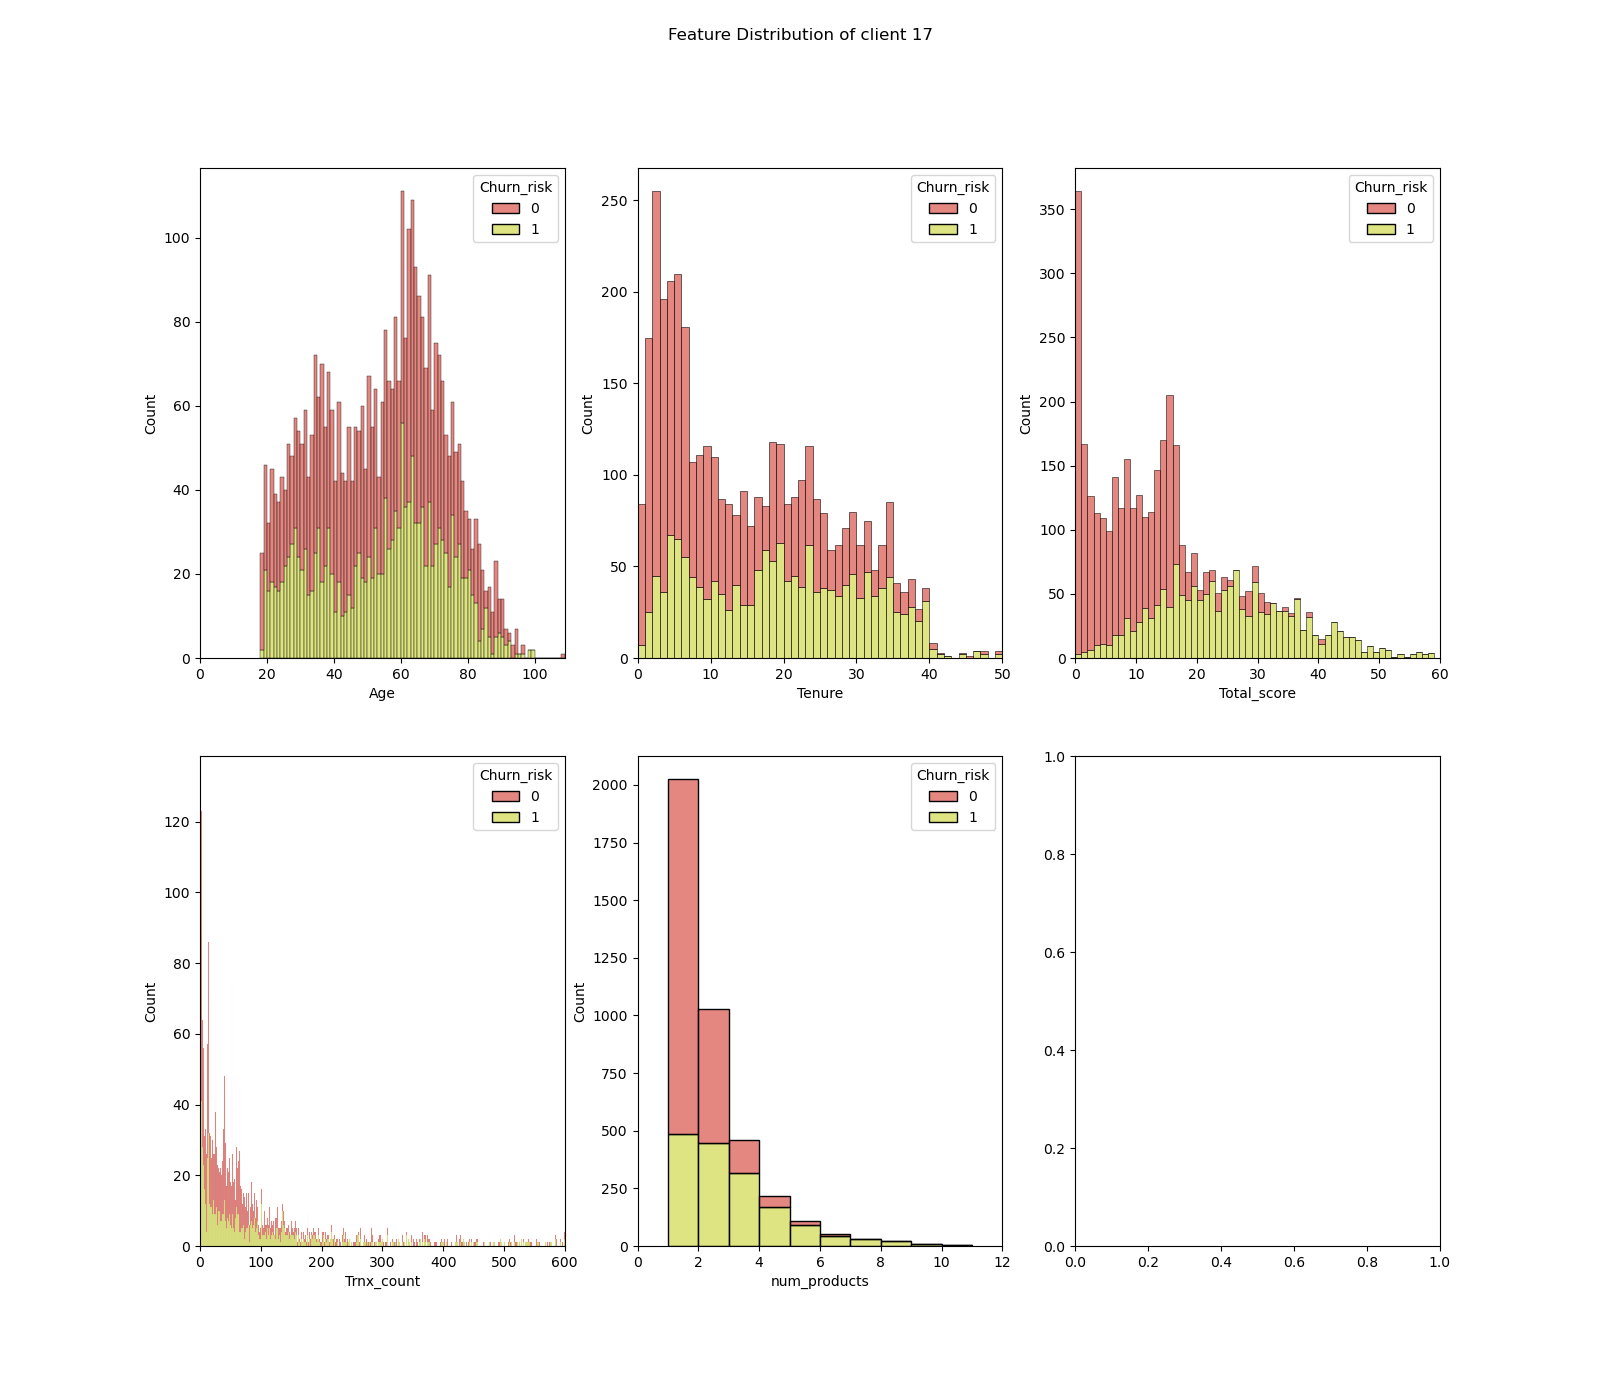 Feature Distribution of client 17
Churn_risk
0
1
100
80
60
40
20
0
Count
0 20 40 60 80 100
Age
Churn_risk
0
1
250
200
150
100
50
0
Count
0 10 20 30 40 50
Tenure
Churn_risk
0
1
350
300
250
200
150
100
50
0
Count
0 10 20 30 40 50 60
Total_score
Churn_risk
0
1
120
100
80
60
40
20
0
Count
0 100 200 300 400 500 600
Trnx_count
Churn_risk
0
1
2000
1750
1500
1250
1000
750
500
250
0
Count
0 2 4 6 8 10 12
num_products
1.0
0.8
0.6
0.4
0.2
0.0
0.0 0.2 0.4 0.6 0.8 1.0